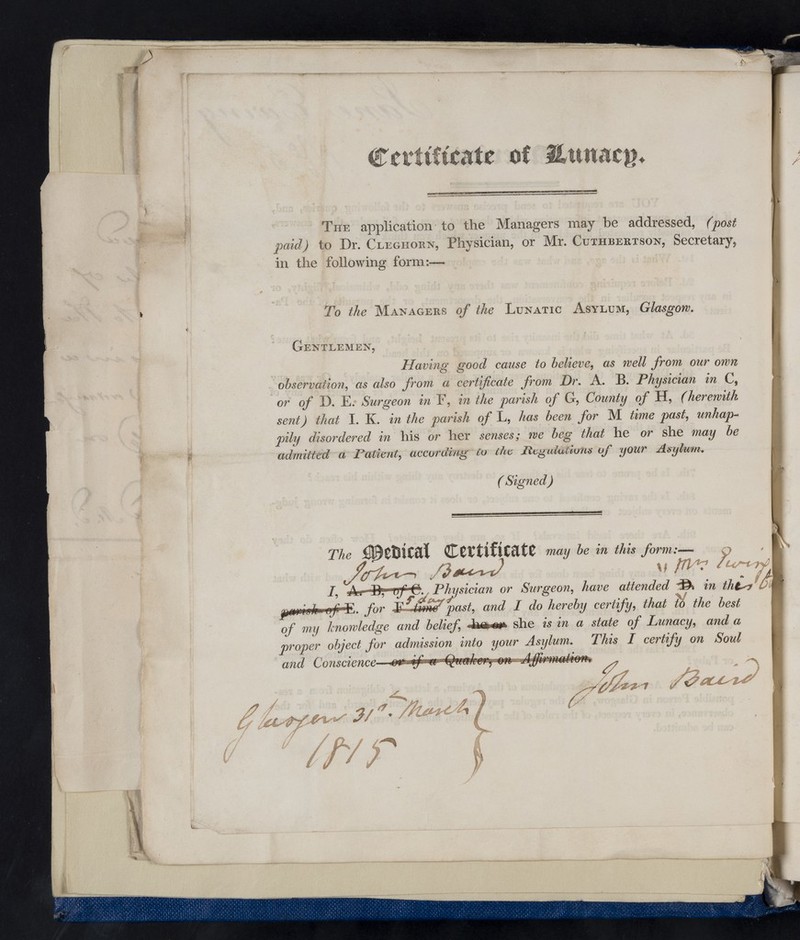 Certificate of Lunacy.
THE application to the Managers may be addressed, (post
paid) to Dr. CLEGHORN, Physician, or Mr. CUTHBERTSON, Secretary,
in the following form:—
To the MANAGERS of the LUNATIC ASYLUM, Glasgow.
GENTLEMEN,
Having good cause to believe, as well from our own
observation, as also from a certificate from Dr. A. B. Physician in C,
or of D. E. Surgeon in F, in the parish of G, County of H, (herewith
sent) that I. K. in the parish of L, has been for M time past, unhap-
pily disordered in his or her senses; we beg that he or she may be
admitted a Patient, according to the Regulations of your Asylum.
(Signed)
The Medical Certificate may be in this form:—
John Baird Mrs Ewing
I, A. B, of C., Physician or Surgeon, have attended D. in this
5 days
parish of E. for F time past, and I do hereby certify, that to the best
of my knowledge and belief, he or she is in a state of Lunacy, and a
proper object for admission into your Asylum. This I certify on Soul
and Conscience—or if a Quaker, on Affirmation.
John Baird
Glasgow 31st March
1815